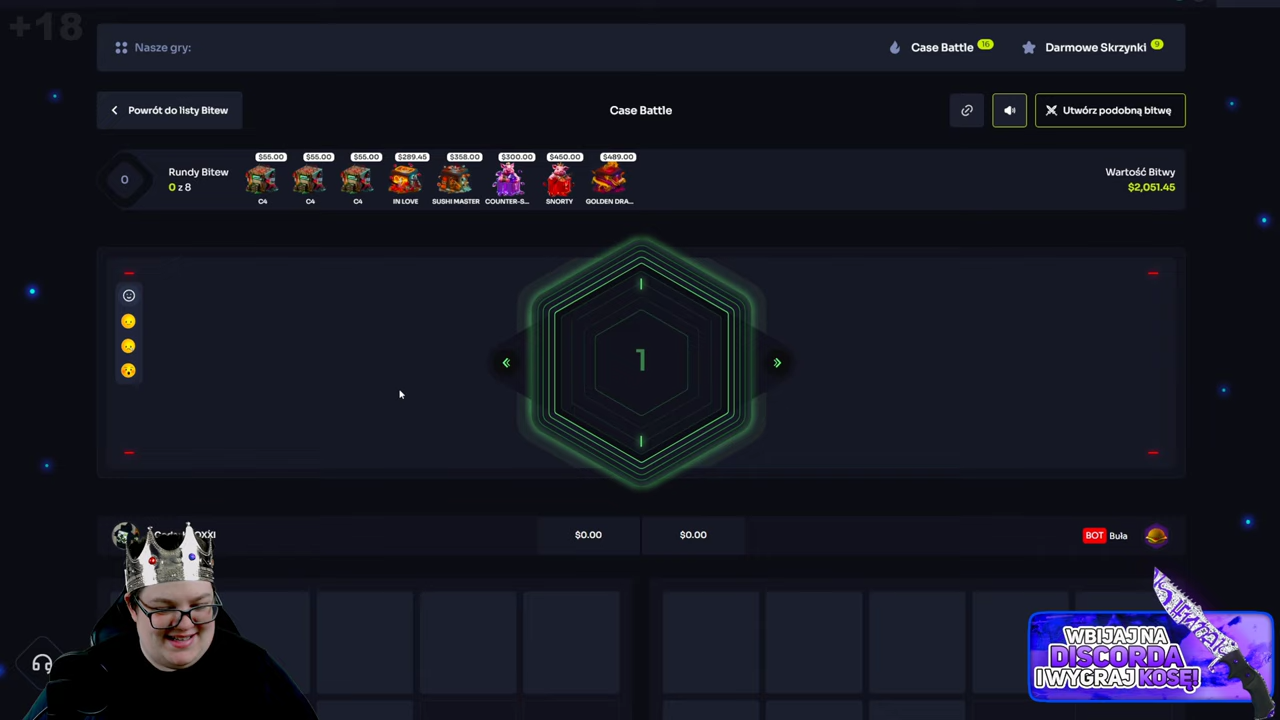 +18
Nasze gry:
Case Battle 16
Darmowe Skrzynki 9
Powrót do listy Bitew
Case Battle
Utwórz podobną bitwę
0
Rundy Bitew
0 z 8
$55.00 $55.00 $55.00 $289.45 $358.00 $300.00 $450.00 $489.00
C4 C4 C4 IN LOVE SUSHI MASTER COUNTER-S... SNORTY GOLDEN DRA...
Wartość Bitwy
$2,051.45
1
$0.00 $0.00
BOT Buła
WBIJAJ NA
DISCORDA
I WYGRAJ KOSĘ!